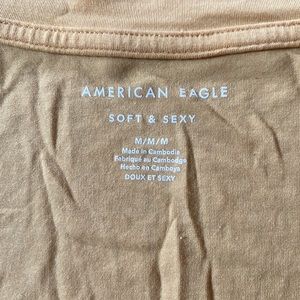 AMERICAN EAGLE
SOFT & SEXY
M/M/M
Made in Cambodia
Fabriqué au Cambodge
Hecho en Camboya
DOUX ET SEXY